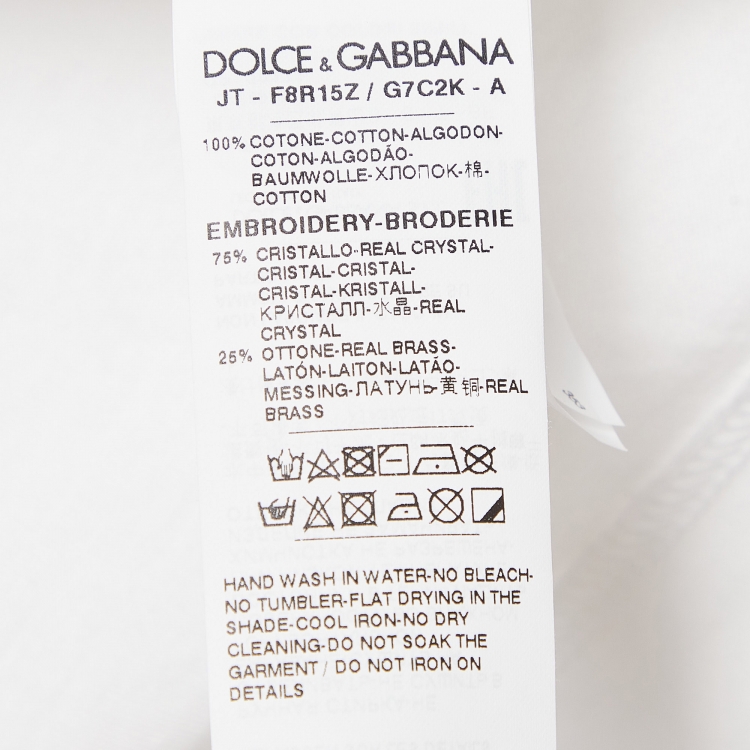 DOLCE & GABBANA
JT - F8R15Z / G7C2K - A
100% COTONE-COTTON-ALGODON-
COTON-ALGODÃO-
BAUMWOLLE-ХЛОПОК-棉-
COTTON
EMBROIDERY-BRODERIE
75% CRISTALLO-REAL CRYSTAL-
CRISTAL-CRISTAL-
CRISTAL-KRISTALL-
КРИСТАЛЛ-水晶-REAL
CRYSTAL
25% OTTONE-REAL BRASS-
LATÓN-LAITON-LATÃO-
MESSING-ЛАТУНЬ-黄铜-REAL
BRASS
HAND WASH IN WATER-NO BLEACH-
NO TUMBLER-FLAT DRYING IN THE
SHADE-COOL IRON-NO DRY
CLEANING-DO NOT SOAK THE
GARMENT / DO NOT IRON ON
DETAILS